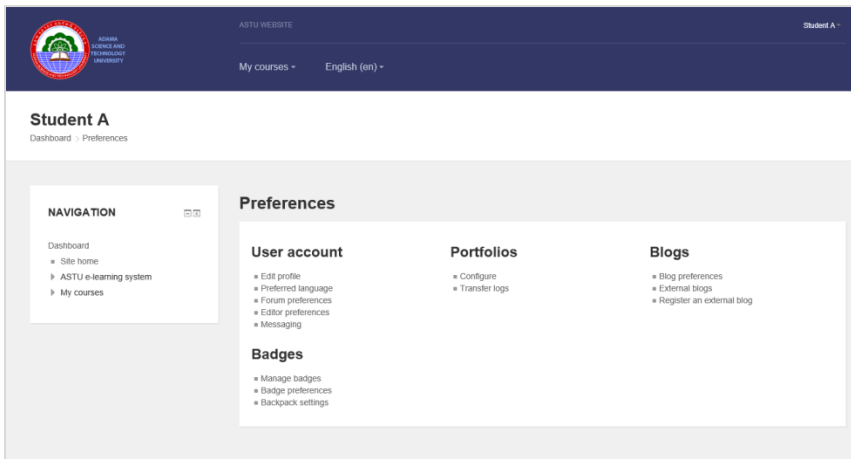 ADAMA
SCIENCE AND
TECHNOLOGY
UNIVERSITY
ASTU WEBSITE
Student A
My courses
English (en)
Student A
Dashboard > Preferences
NAVIGATION
Dashboard
Site home
ASTU e-learning system
My courses
Preferences
User account
Edit profile
Preferred language
Forum preferences
Editor preferences
Messaging
Portfolios
Configure
Transfer logs
Blogs
Blog preferences
External blogs
Register an external blog
Badges
Manage badges
Badge preferences
Backpack settings